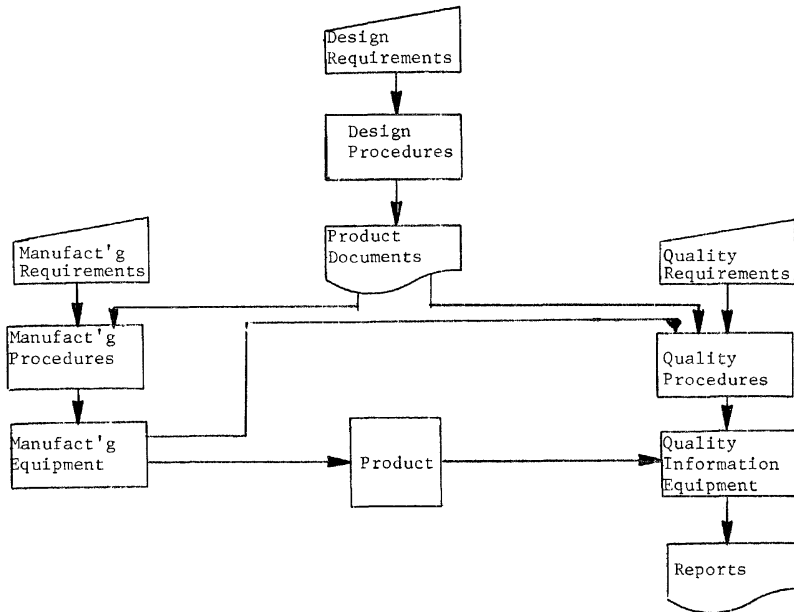 Design
Requirements
Design
Procedures
Product
Documents
Manufact'g
Requirements
Quality
Requirements
Manufact'g
Procedures
Quality
Procedures
Manufact'g
Equipment
Product
Quality
Information
Equipment
Reports